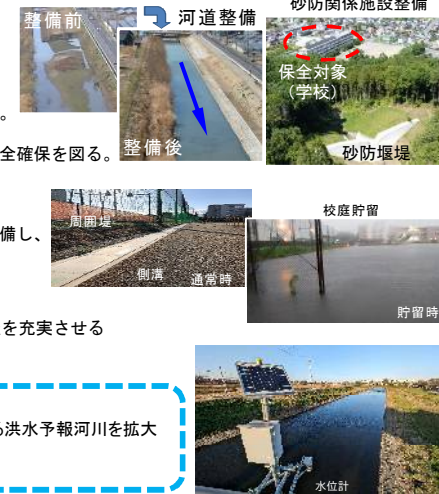 砂防関係施設整備
整備前
河道整備
保全対象
（学校）
。
全確保を図る。
整備後
砂防堰堤
校庭貯留
周囲堤
備し、
側溝
通常時
貯留時
を充実させる
る洪水予報河川を拡大
水位計